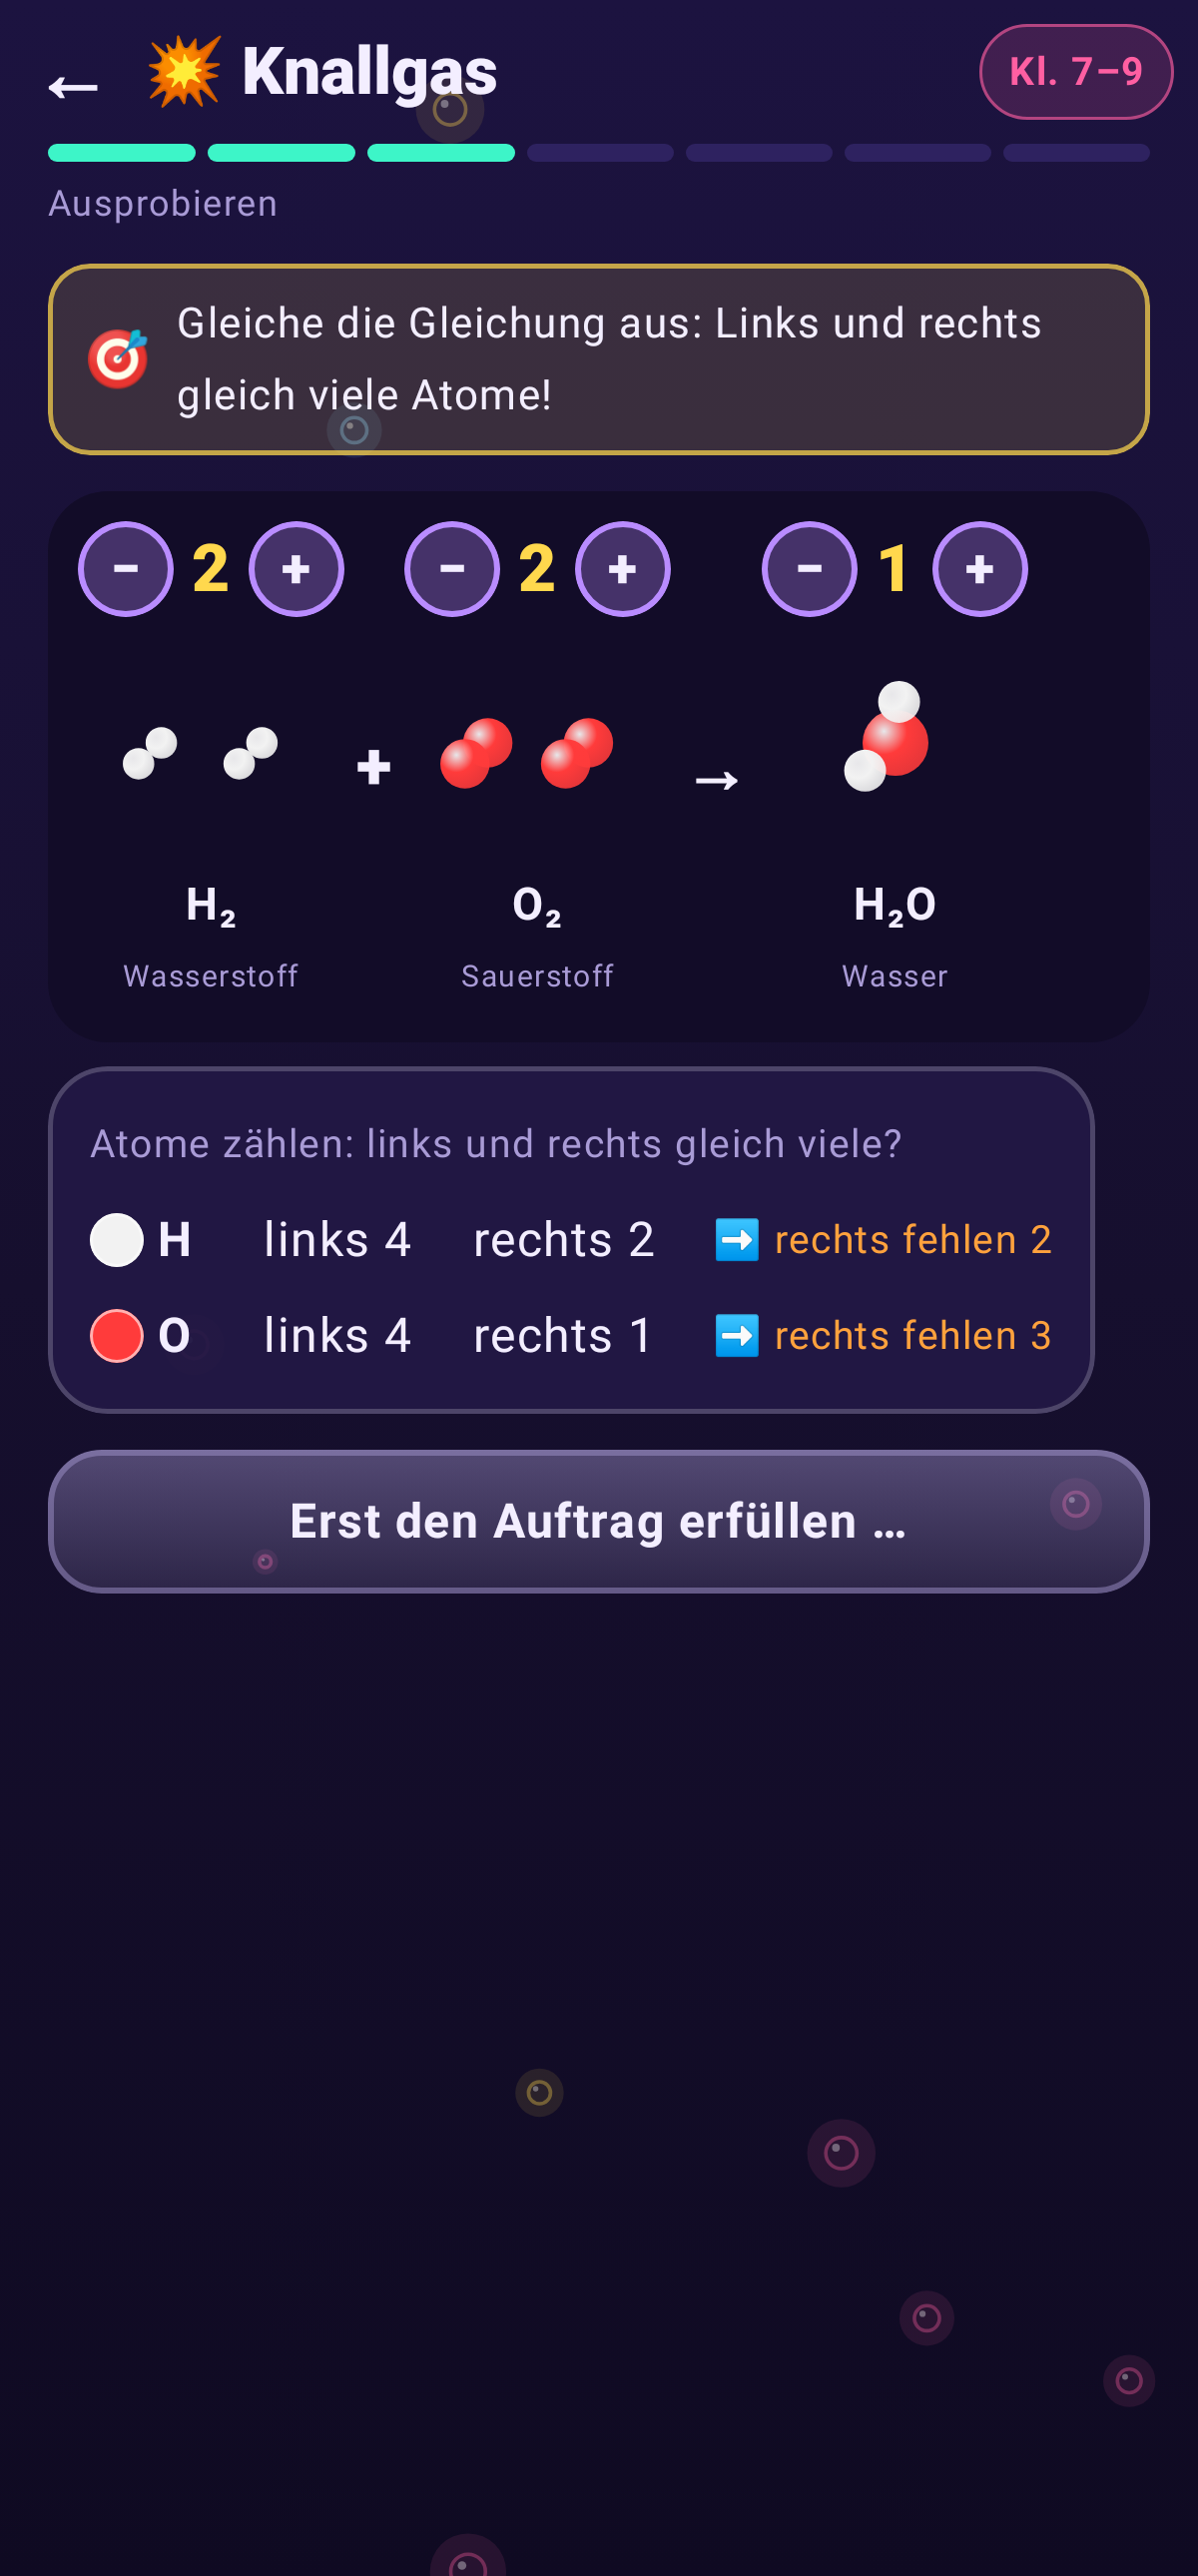 ← 💥 Knallgas Kl. 7–9
Ausprobieren
🎯 Gleiche die Gleichung aus: Links und rechts
gleich viele Atome!
− 2 + − 2 + − 1 +
+ →
H₂ O₂ H₂O
Wasserstoff Sauerstoff Wasser
Atome zählen: links und rechts gleich viele?
H links 4 rechts 2 ➡️ rechts fehlen 2
O links 4 rechts 1 ➡️ rechts fehlen 3
Erst den Auftrag erfüllen …